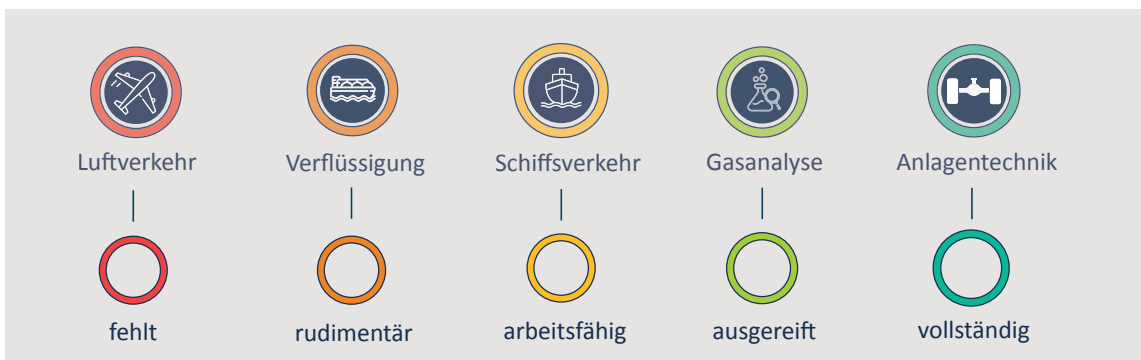 Luftverkehr
Verflüssigung
Schiffsverkehr
Gasanalyse
Anlagentechnik
fehlt
rudimentär
arbeitsfähig
ausgereift
vollständig